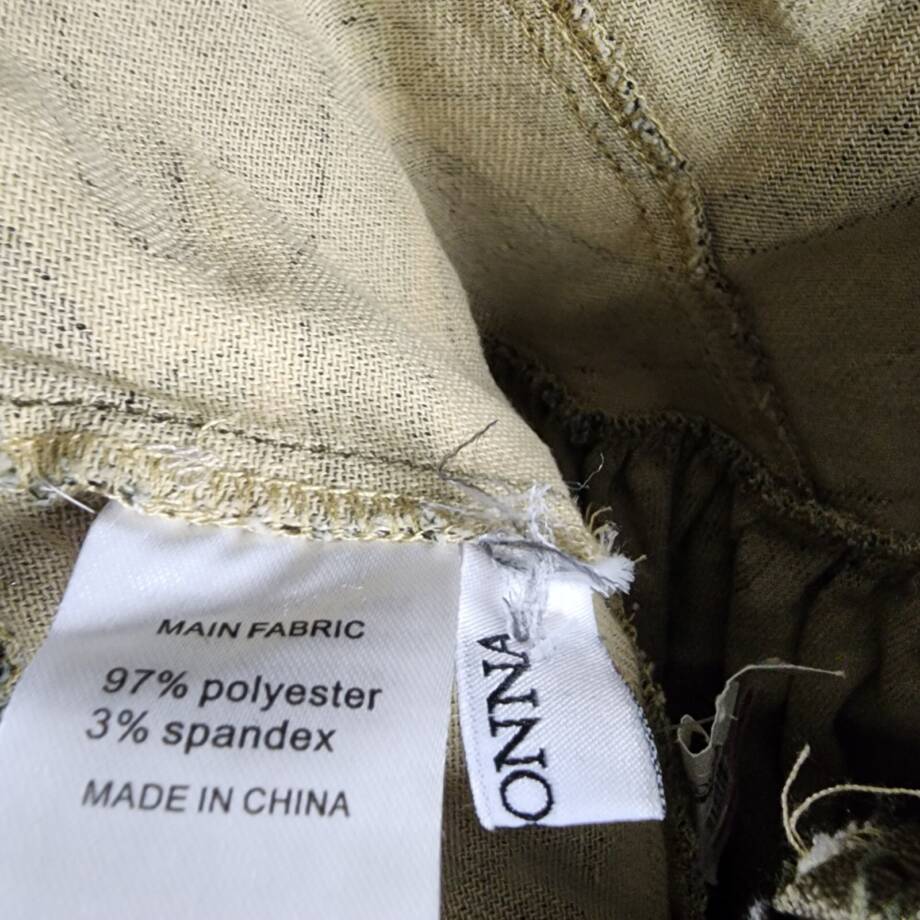 MAIN FABRIC
97% polyester
3% spandex
MADE IN CHINA
ONNA